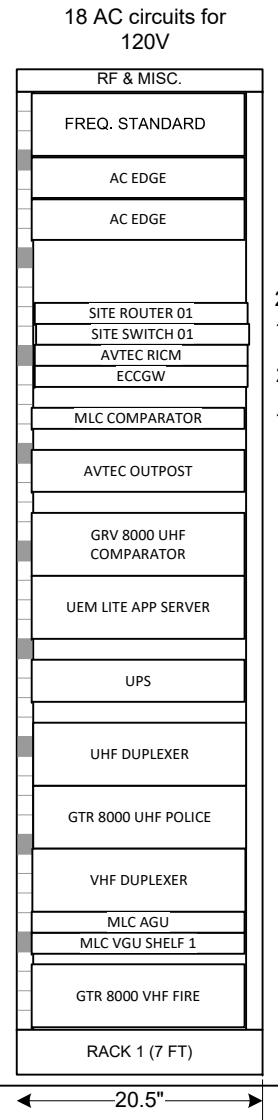 18 AC circuits for
120V
RF & MISC.
FREQ. STANDARD
AC EDGE
AC EDGE
SITE ROUTER 01
SITE SWITCH 01
AVTEC RICM
ECCGW
MLC COMPARATOR
AVTEC OUTPOST
GRV 8000 UHF
COMPARATOR
UEM LITE APP SERVER
UPS
UHF DUPLEXER
GTR 8000 UHF POLICE
VHF DUPLEXER
MLC AGU
MLC VGU SHELF 1
GTR 8000 VHF FIRE
RACK 1 (7 FT)
20.5"